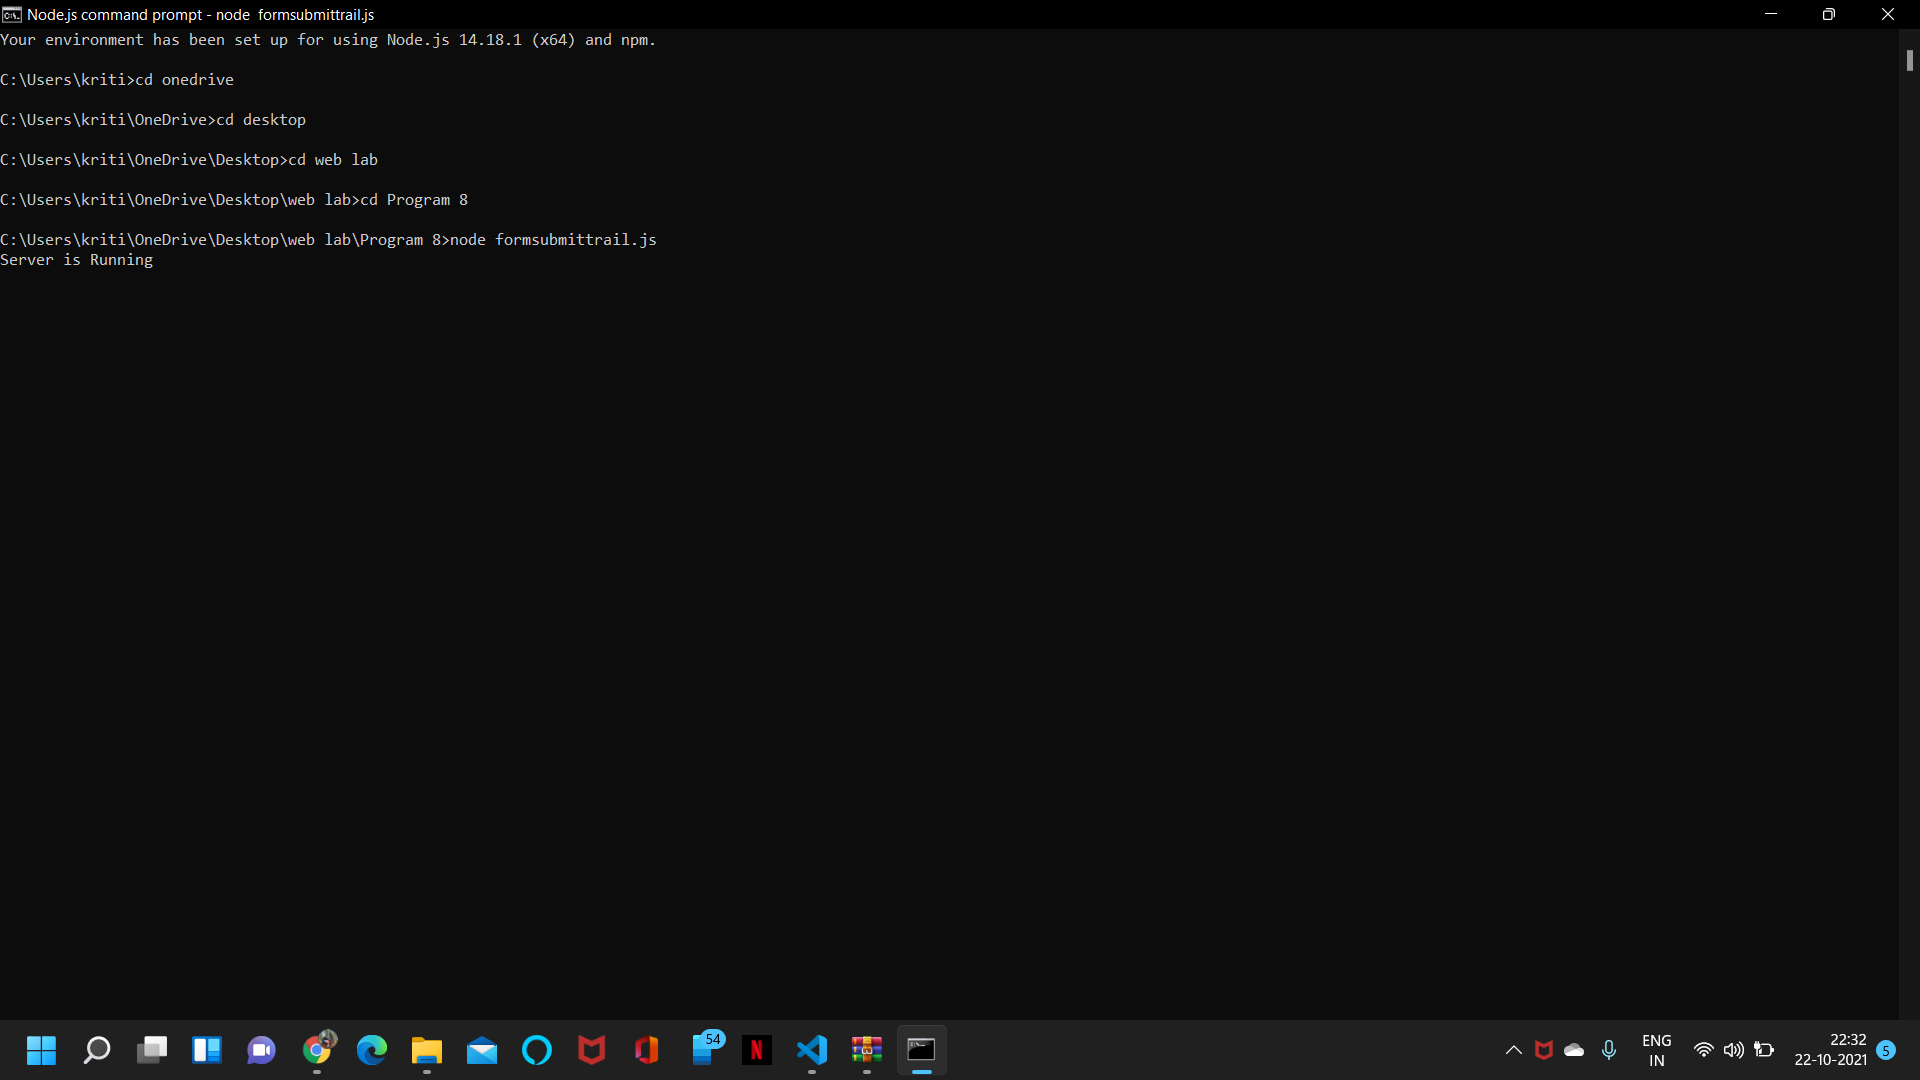 Node.js command prompt - node  formsubmittrail.js
Your environment has been set up for using Node.js 14.18.1 (x64) and npm.
C:\Users\kriti>cd onedrive
C:\Users\kriti\OneDrive>cd desktop
C:\Users\kriti\OneDrive\Desktop>cd web lab
C:\Users\kriti\OneDrive\Desktop\web lab>cd Program 8
C:\Users\kriti\OneDrive\Desktop\web lab\Program 8>node formsubmittrail.js
Server is Running
54
N
ENG
IN
22:32
22-10-2021
5